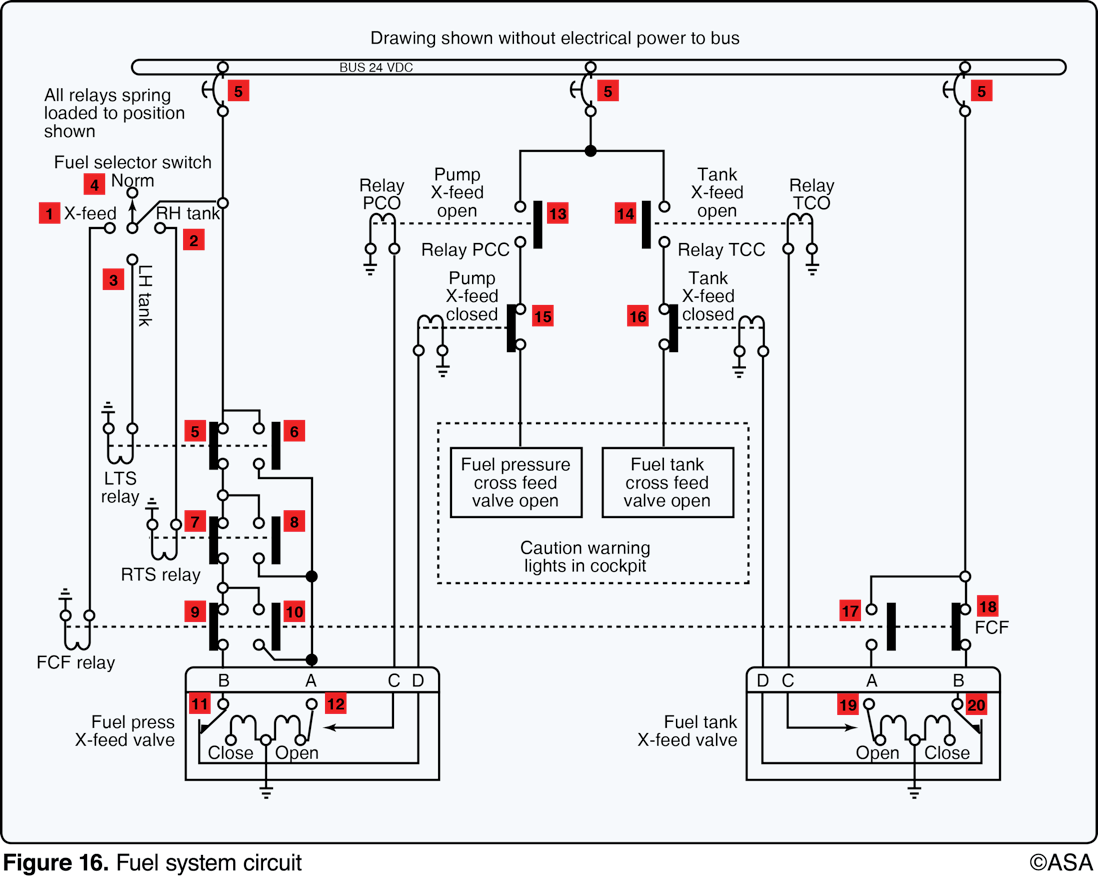 Drawing shown without electrical power to bus
BUS 24 VDC
5
5
5
All relays spring
loaded to position
shown
Fuel selector switch
4
Norm
1
X-feed
RH tank
2
3
LH tank
Relay
PCO
Pump
X-feed
open
13
Tank
X-feed
open
14
Relay
TCO
Relay PCC
Relay TCC
Pump
X-feed
closed
15
Tank
X-feed
closed
16
5
6
LTS
relay
7
8
RTS relay
9
10
FCF relay
Fuel pressure
cross feed
valve open
Fuel tank
cross feed
valve open
Caution warning
lights in cockpit
17
18
FCF
B
A
C
D
11
12
Fuel press
X-feed valve
Close
Open
D
C
A
B
19
20
Fuel tank
X-feed valve
Open
Close
Figure 16. Fuel system circuit
©ASA